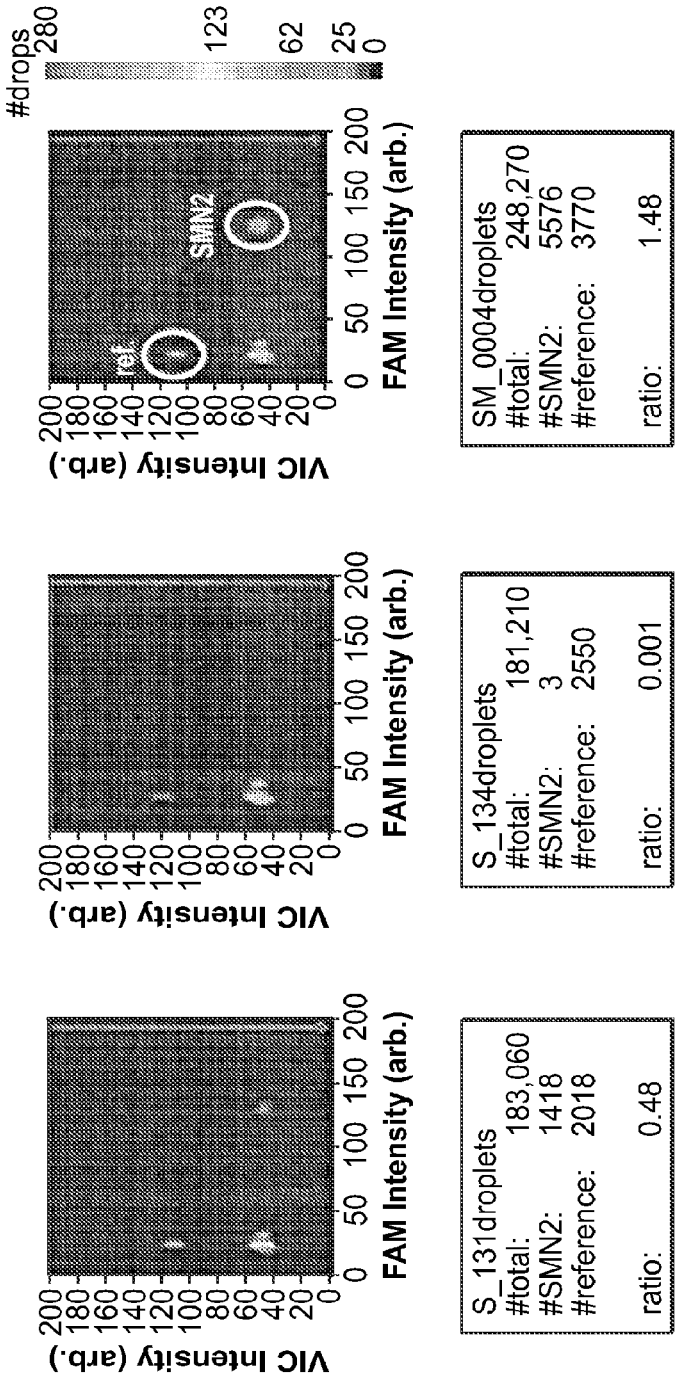 200
180
160
140
120
100
80
60
40
20
0
VIC Intensity (arb.)
0 50 100 150 200
FAM Intensity (arb.)
S_131droplets
#total: 183,060
#SMN2: 1418
#reference: 2018
ratio: 0.48
200
180
160
140
120
100
80
60
40
20
0
VIC Intensity (arb.)
0 50 100 150 200
FAM Intensity (arb.)
S_134droplets
#total: 181,210
#SMN2: 3
#reference: 2550
ratio: 0.001
200
180
160
140
120
100
80
60
40
20
0
VIC Intensity (arb.)
ref.
SMN2
0 50 100 150 200
FAM Intensity (arb.)
#drops
280
123
62
25
0
SM_0004droplets
#total: 248,270
#SMN2: 5576
#reference: 3770
ratio: 1.48